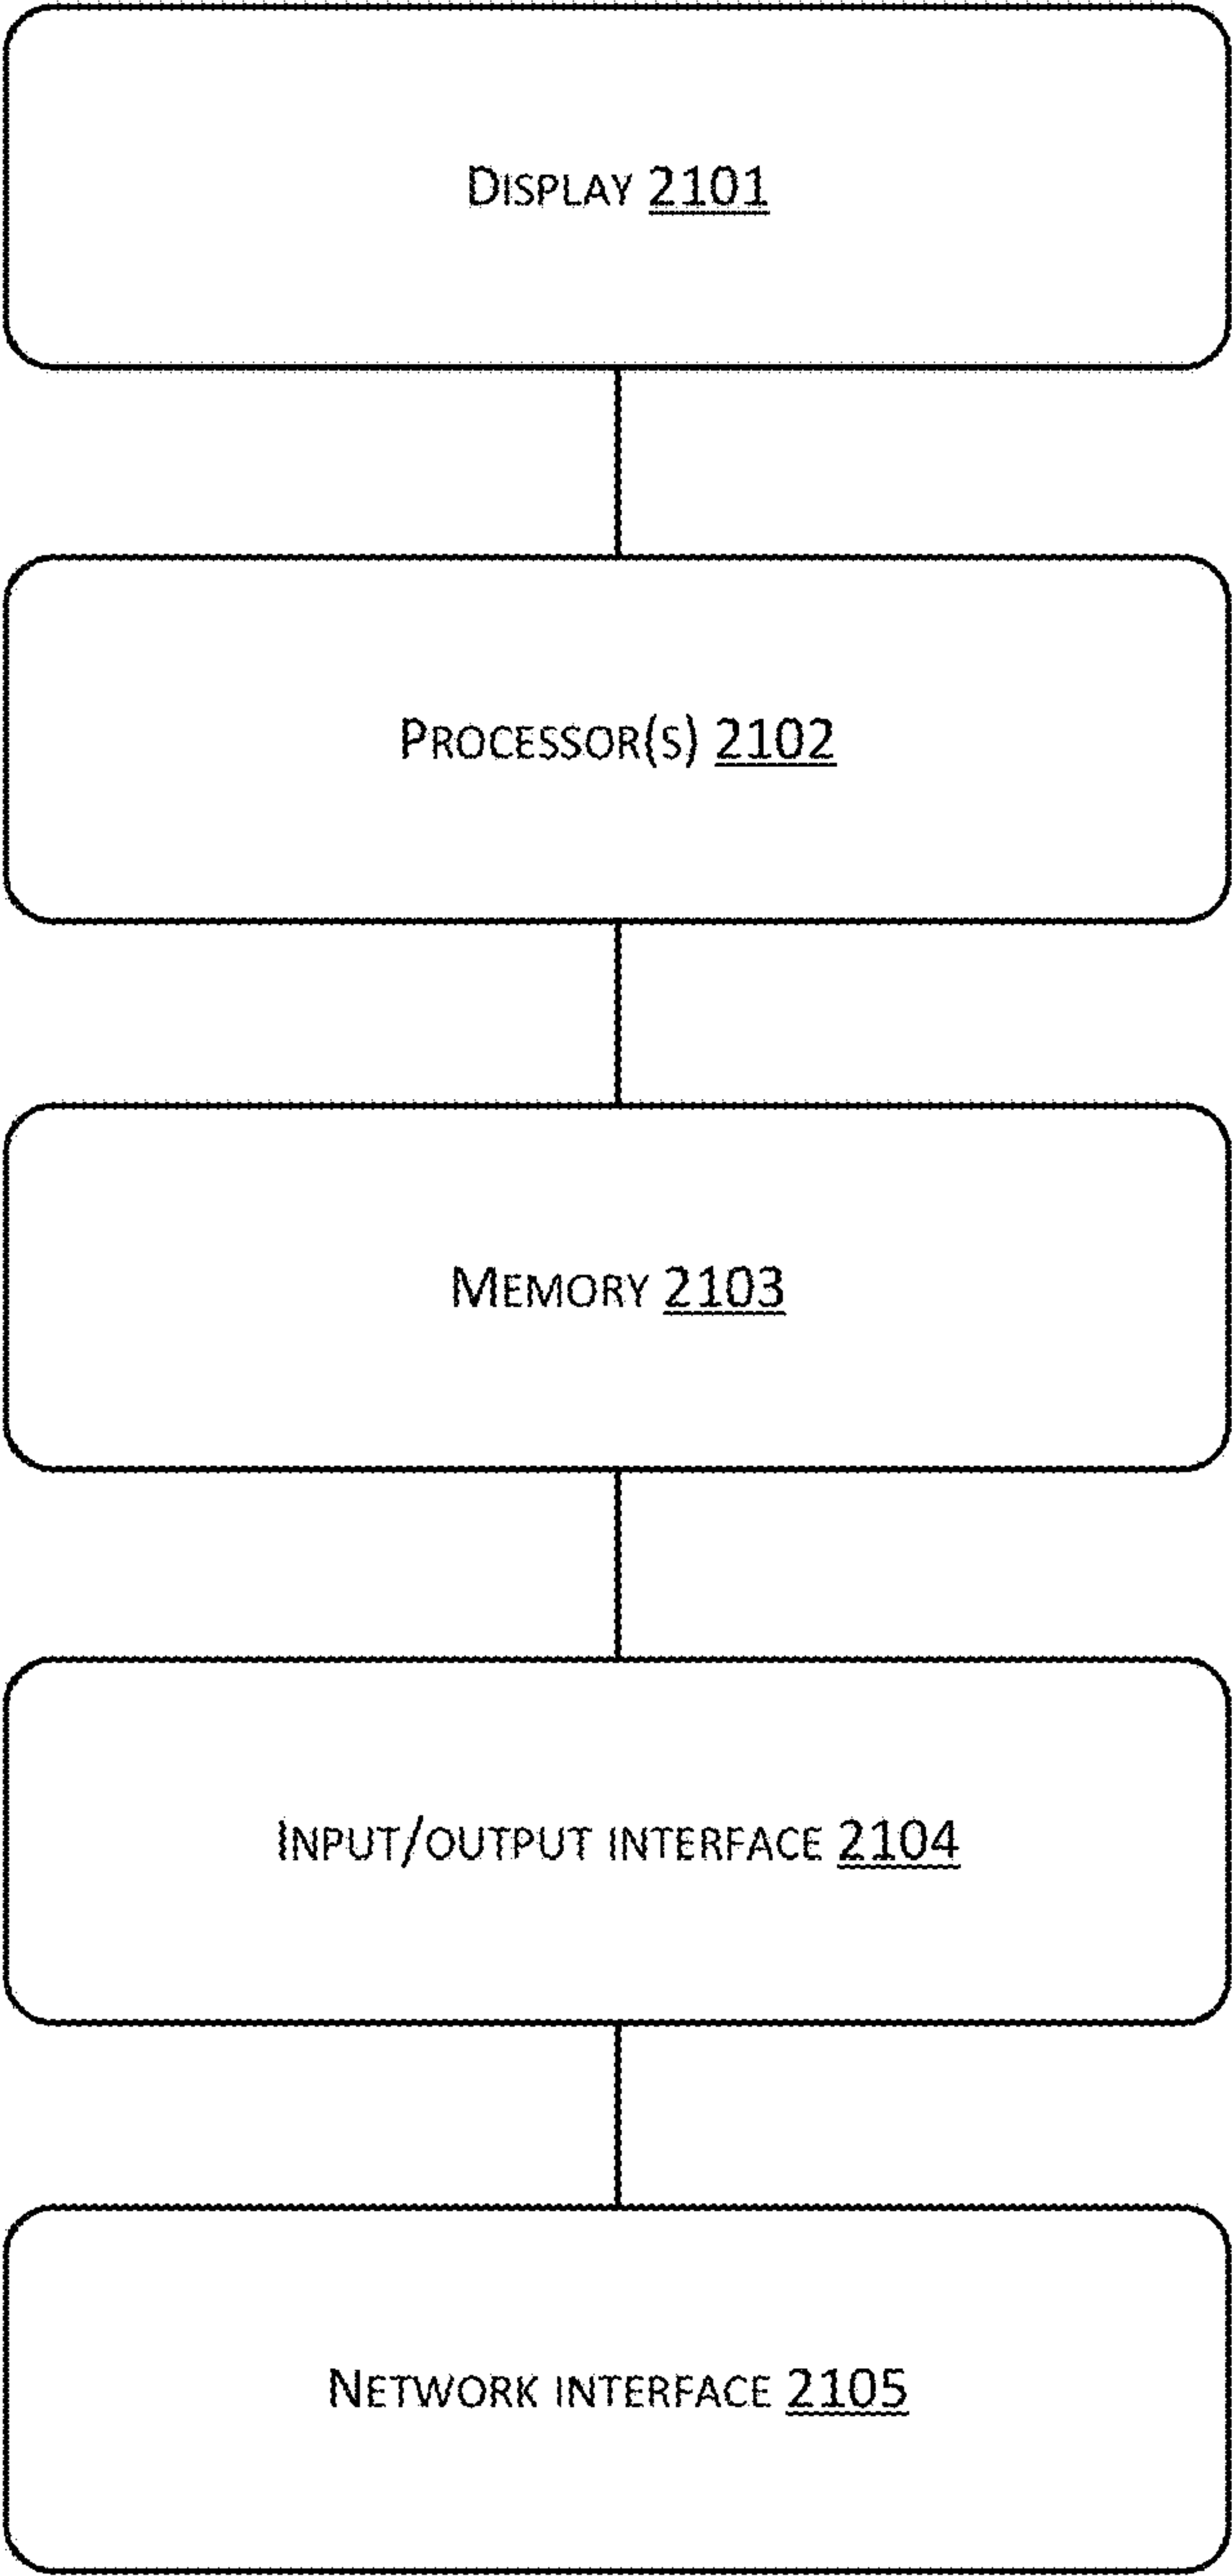 DISPLAY 2101
PROCESSOR(S) 2102
MEMORY 2103
INPUT/OUTPUT INTERFACE 2104
NETWORK INTERFACE 2105